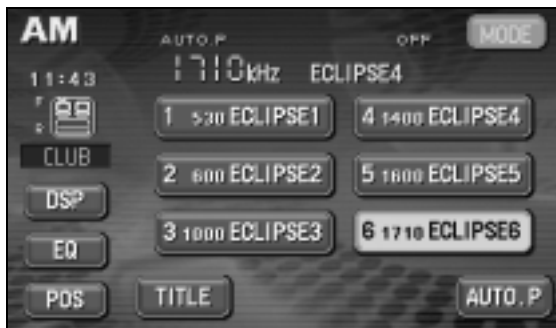 AM
AUTO.P OFF MODE
1710kHz ECLIPSE4
11:43
F
R
CLUB
1 530 ECLIPSE1
4 1400 ECLIPSE4
2 600 ECLIPSE2
5 1600 ECLIPSE5
3 1000 ECLIPSE3
6 1710 ECLIPSE6
DSP
EQ
POS
TITLE
AUTO.P